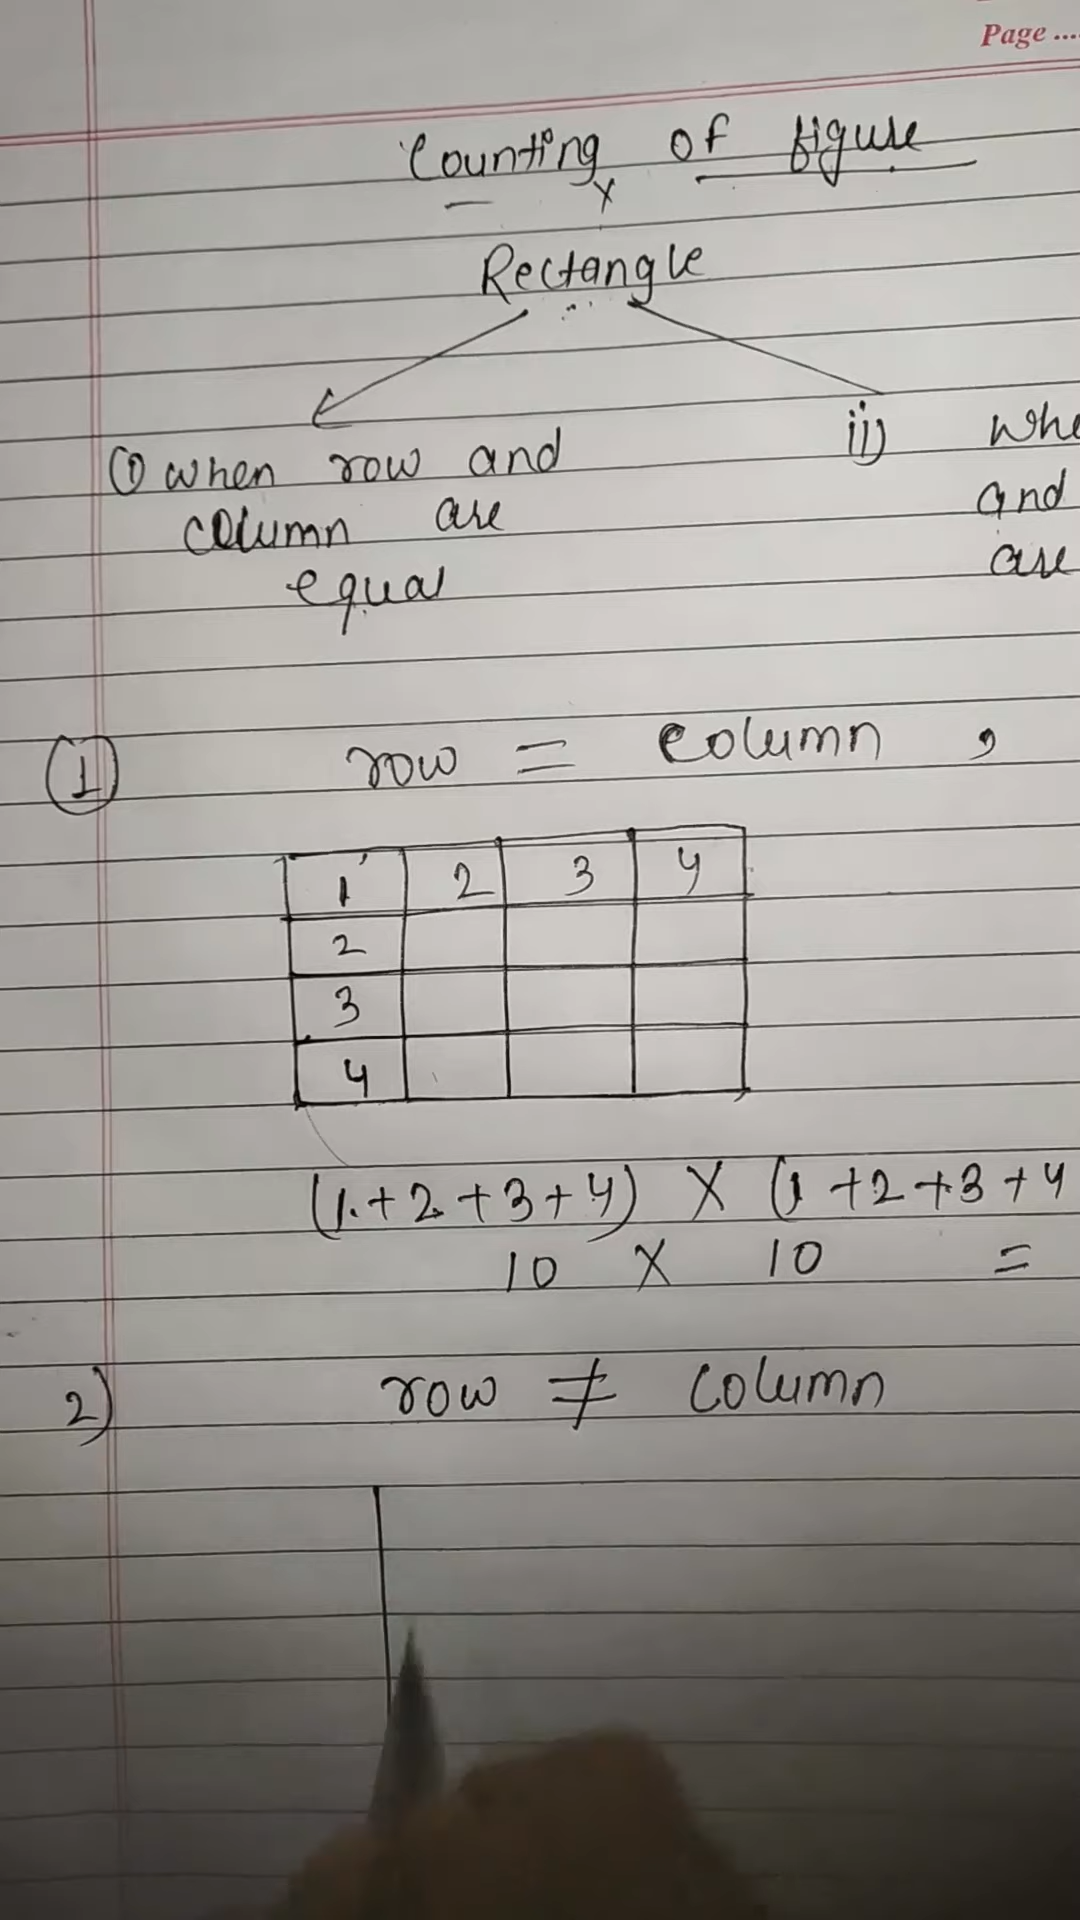 Page ....
Counting of figure
x
Rectangle
(i) when row and
column are
equal
ii) whe
and
are
(1) row = column ,
1 2 3 4
2
3
4
(1+2+3+4) X (1+2+3+4
10 X 10 =
2) row ≠ column